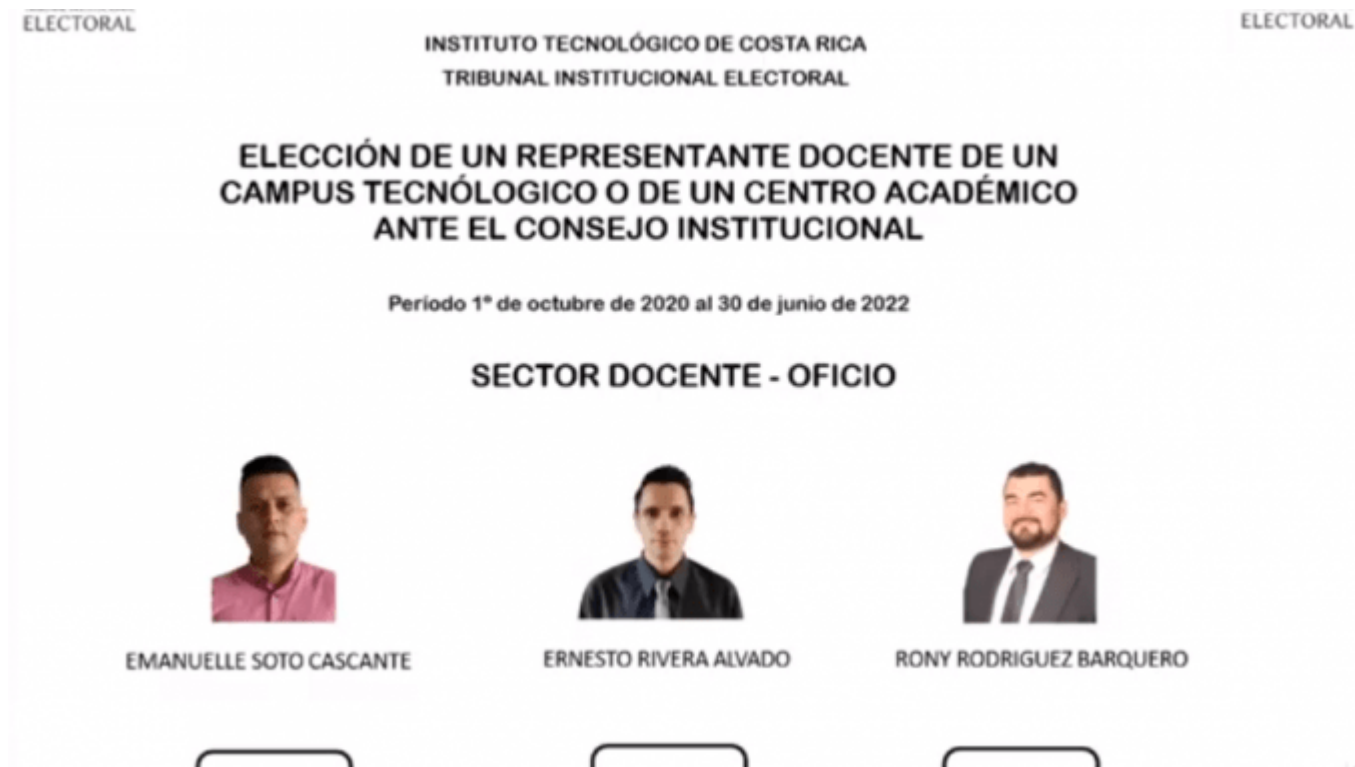 ELECTORAL
ELECTORAL
INSTITUTO TECNOLÓGICO DE COSTA RICA
TRIBUNAL INSTITUCIONAL ELECTORAL
ELECCIÓN DE UN REPRESENTANTE DOCENTE DE UN
CAMPUS TECNÓLOGICO O DE UN CENTRO ACADÉMICO
ANTE EL CONSEJO INSTITUCIONAL
Período 1° de octubre de 2020 al 30 de junio de 2022
SECTOR DOCENTE - OFICIO
EMANUELLE SOTO CASCANTE
ERNESTO RIVERA ALVADO
RONY RODRIGUEZ BARQUERO